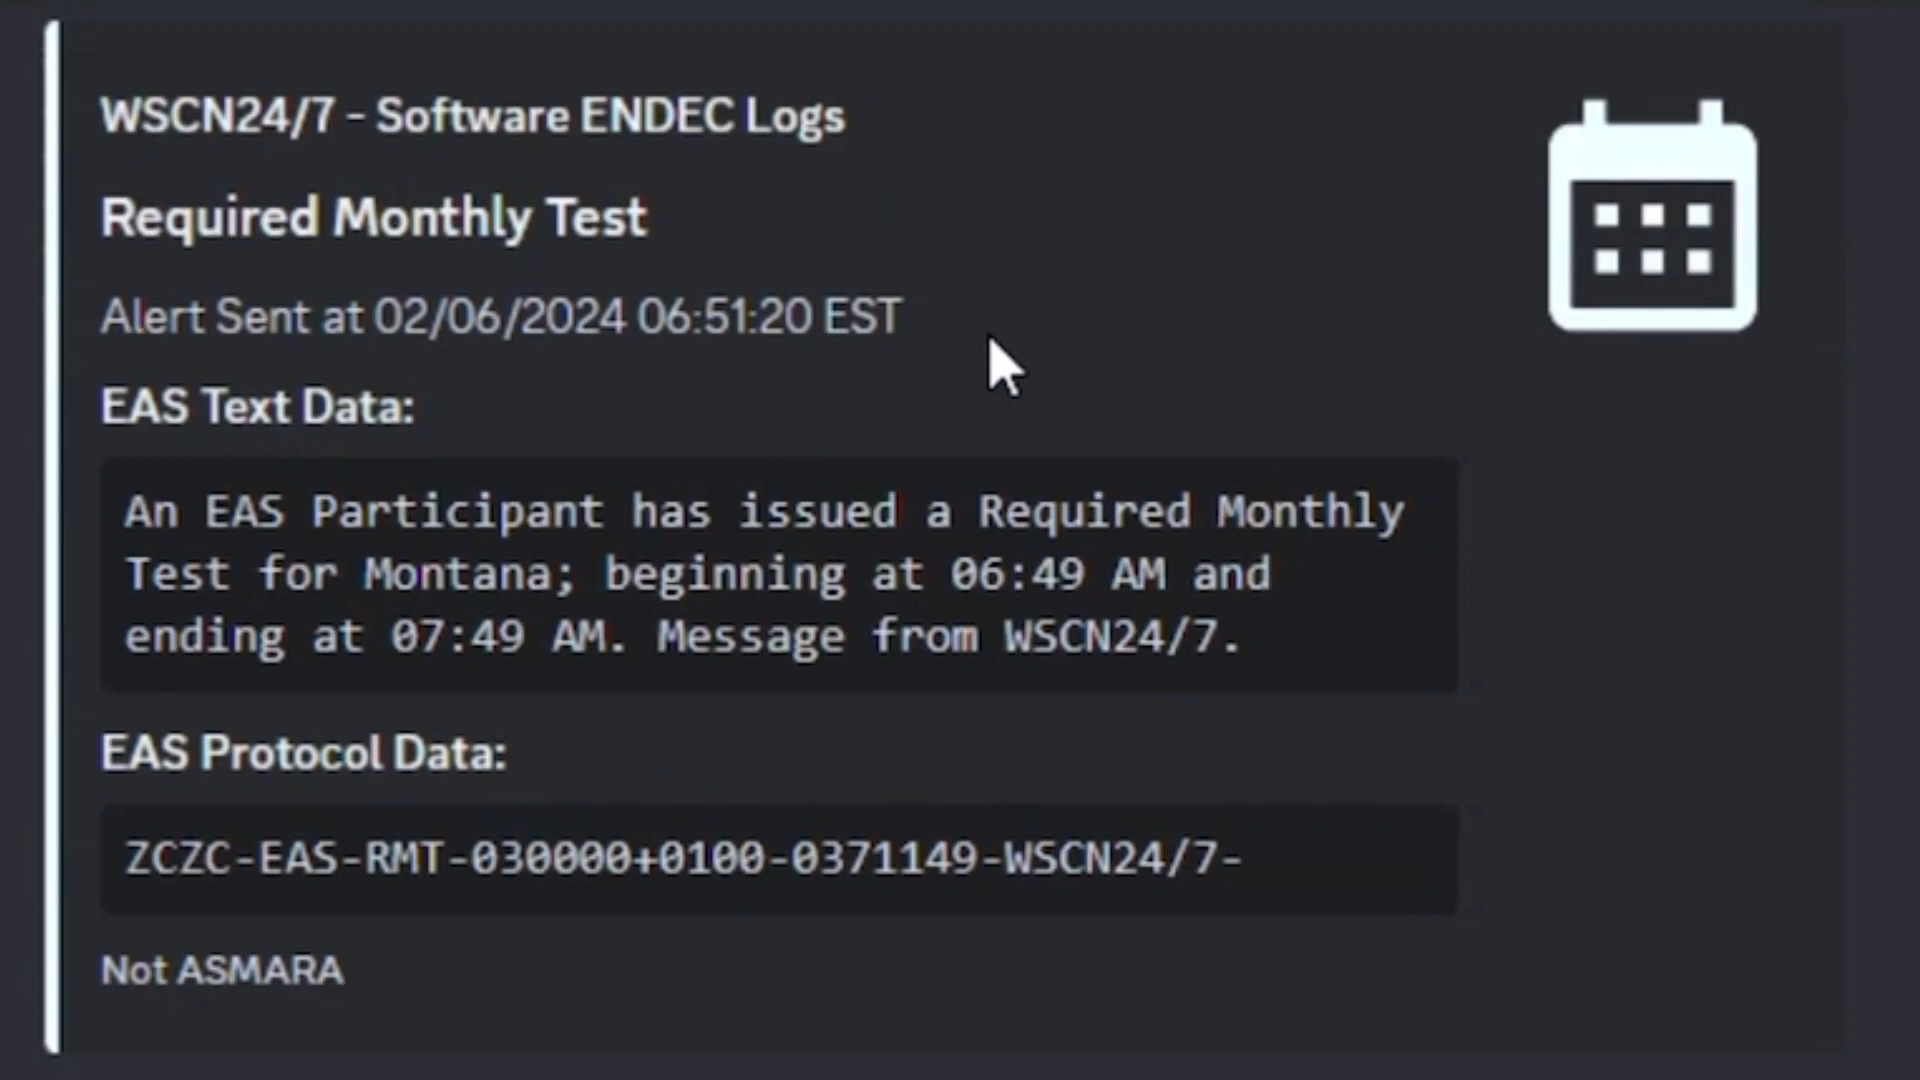 WSCN24/7 - Software ENDEC Logs
Required Monthly Test
Alert Sent at 02/06/2024 06:51:20 EST
EAS Text Data:
An EAS Participant has issued a Required Monthly
Test for Montana; beginning at 06:49 AM and
ending at 07:49 AM. Message from WSCN24/7.
EAS Protocol Data:
ZCZC-EAS-RMT-030000+0100-0371149-WSCN24/7-
Not ASMARA